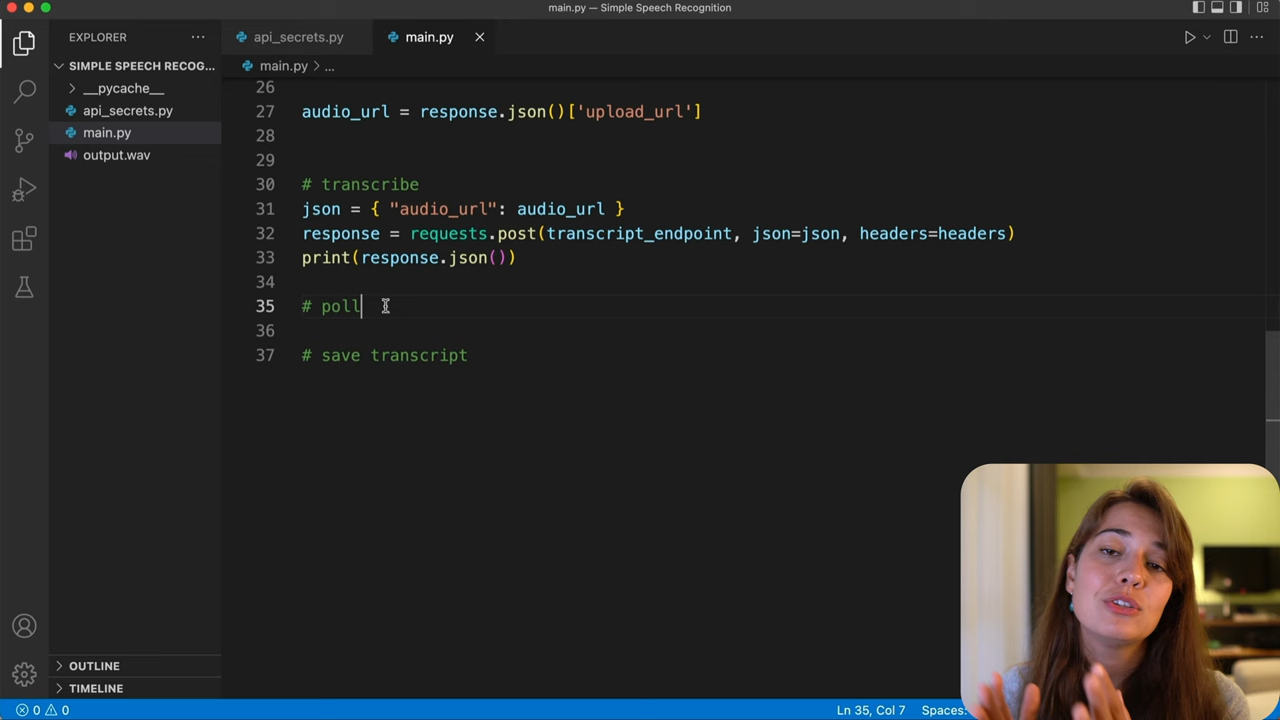 main.py — Simple Speech Recognition
EXPLORER
api_secrets.py
main.py
SIMPLE SPEECH RECOG...
main.py > ...
__pycache__
api_secrets.py
main.py
output.wav
26
27 audio_url = response.json()['upload_url']
28
29
30 # transcribe
31 json = { "audio_url": audio_url }
32 response = requests.post(transcript_endpoint, json=json, headers=headers)
33 print(response.json())
34
35 # poll
36
37 # save transcript
OUTLINE
TIMELINE
0 0
Ln 35, Col 7
Spaces: